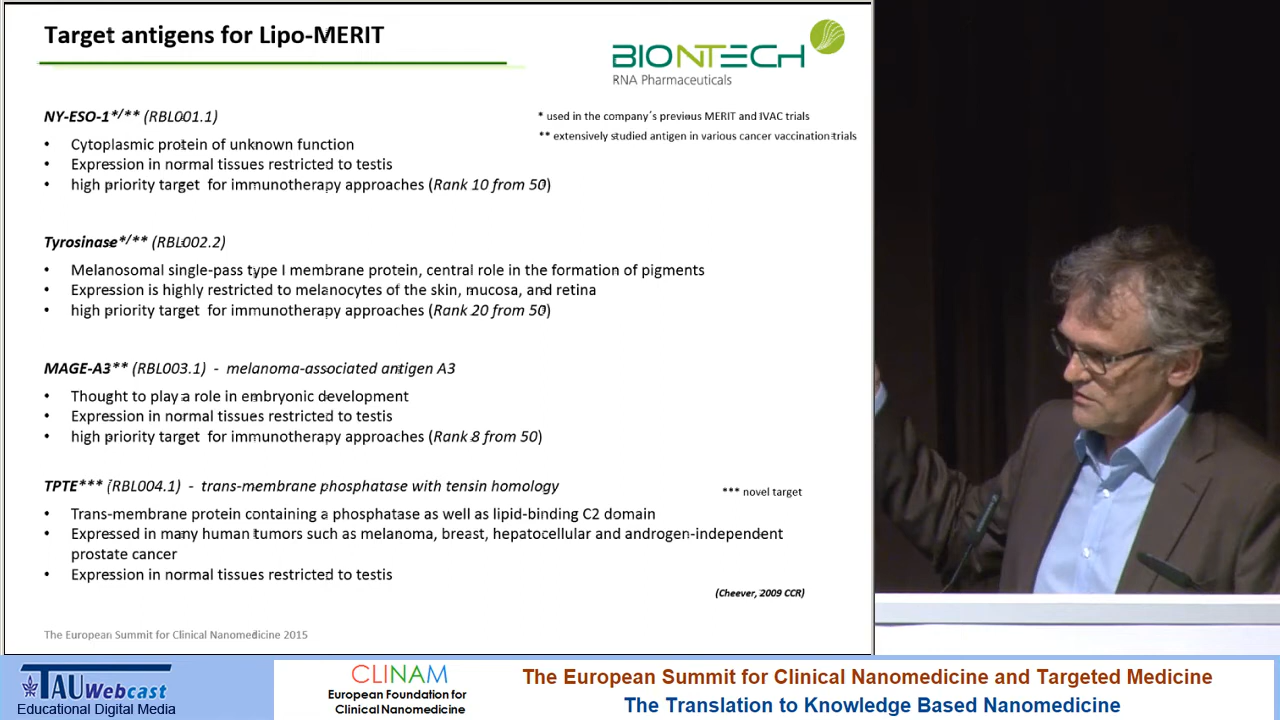 Target antigens for Lipo-MERIT
BIONTECH
RNA Pharmaceuticals
NY-ESO-1*/** (RBL001.1)
* used in the company´s previous MERIT and IVAC trials
** extensively studied antigen in various cancer vaccination trials
• Cytoplasmic protein of unknown function
• Expression in normal tissues restricted to testis
• high priority target for immunotherapy approaches (Rank 10 from 50)
Tyrosinase*/** (RBL002.2)
• Melanosomal single-pass type I membrane protein, central role in the formation of pigments
• Expression is highly restricted to melanocytes of the skin, mucosa, and retina
• high priority target for immunotherapy approaches (Rank 20 from 50)
MAGE-A3** (RBL003.1) - melanoma-associated antigen A3
• Thought to play a role in embryonic development
• Expression in normal tissues restricted to testis
• high priority target for immunotherapy approaches (Rank 8 from 50)
TPTE*** (RBL004.1) - trans-membrane phosphatase with tensin homology
*** novel target
• Trans-membrane protein containing a phosphatase as well as lipid-binding C2 domain
• Expressed in many human tumors such as melanoma, breast, hepatocellular and androgen-independent
prostate cancer
• Expression in normal tissues restricted to testis
(Cheever, 2009 CCR)
The European Summit for Clinical Nanomedicine 2015
TAU Webcast
Educational Digital Media
CLINAM
European Foundation for
Clinical Nanomedicine
The European Summit for Clinical Nanomedicine and Targeted Medicine
The Translation to Knowledge Based Nanomedicine